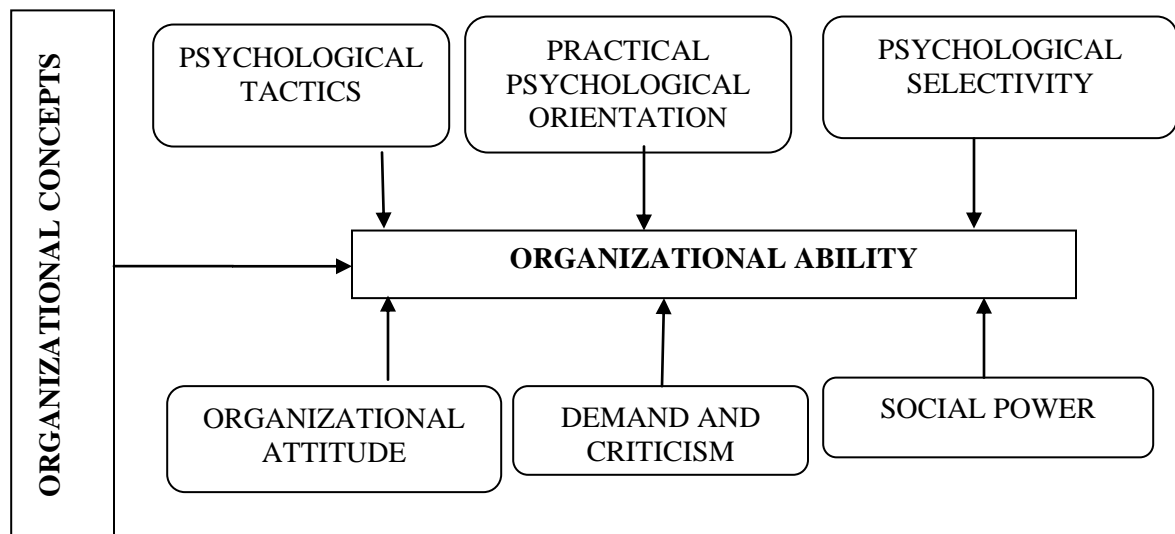 ORGANIZATIONAL CONCEPTS
PSYCHOLOGICAL
TACTICS
PRACTICAL
PSYCHOLOGICAL
ORIENTATION
PSYCHOLOGICAL
SELECTIVITY
ORGANIZATIONAL ABILITY
ORGANIZATIONAL
ATTITUDE
DEMAND AND
CRITICISM
SOCIAL POWER